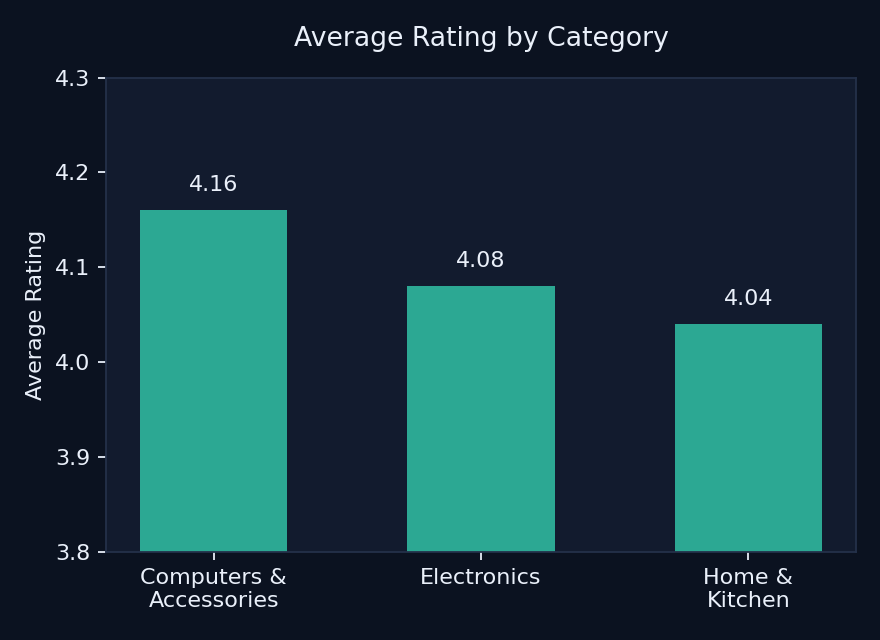 Average Rating by Category
Average Rating
4.3
4.2
4.1
4.0
3.9
3.8
4.16
4.08
4.04
Computers &
Accessories
Electronics
Home &
Kitchen